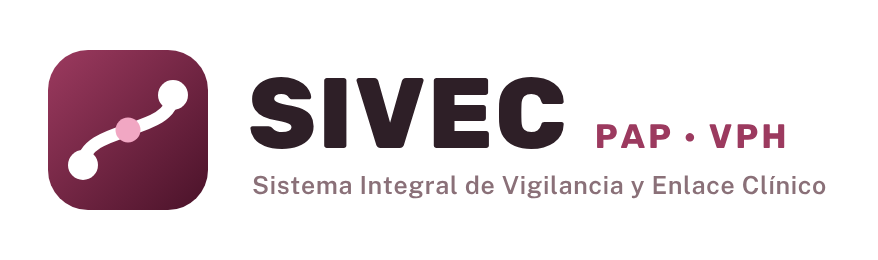 SIVEC PAP • VPH
Sistema Integral de Vigilancia y Enlace Clínico